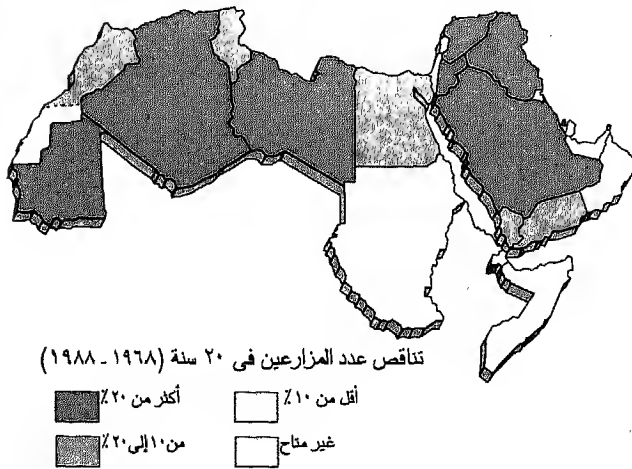 تناقص عدد المزارعين فى ٢٠ سنة (١٩٦٨ ـ ١٩٨٨)
أكثر من ٢٠ ٪
أقل من ١٠ ٪
من ١٠ إلى ٢٠ ٪
غير متاح